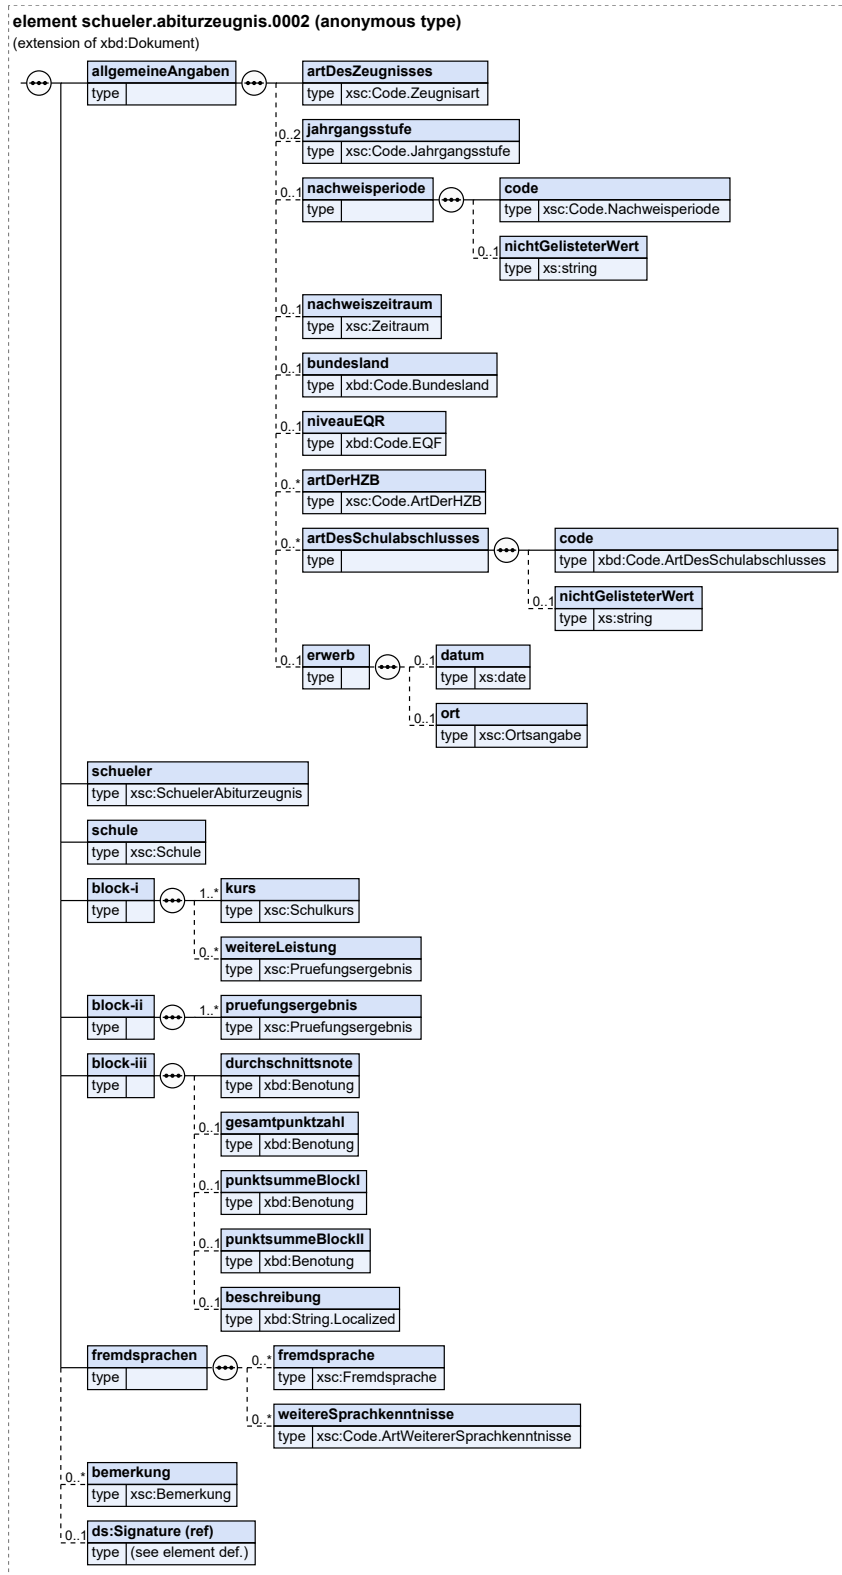 element schueler.abiturzeugnis.0002 (anonymous type)
(extension of xbd:Dokument)
allgemeineAngaben
type
artDesZeugnisses
type xsc:Code.Zeugnisart
0..2 jahrgangsstufe
type xsc:Code.Jahrgangsstufe
0..1 nachweisperiode
type
code
type xsc:Code.Nachweisperiode
0..1 nichtGelisteterWert
type xs:string
0..1 nachweiszeitraum
type xsc:Zeitraum
0..1 bundesland
type xbd:Code.Bundesland
0..1 niveauEQR
type xbd:Code.EQF
0..* artDerHZB
type xsc:Code.ArtDerHZB
0..* artDesSchulabschlusses
type
code
type xbd:Code.ArtDesSchulabschlusses
0..1 nichtGelisteterWert
type xs:string
0..1 erwerb
type
0..1 datum
type xs:date
0..1 ort
type xsc:Ortsangabe
schueler
type xsc:SchuelerAbiturzeugnis
schule
type xsc:Schule
block-i
type
1..* kurs
type xsc:Schulkurs
0..* weitereLeistung
type xsc:Pruefungsergebnis
block-ii
type
1..* pruefungsergebnis
type xsc:Pruefungsergebnis
block-iii
type
durchschnittsnote
type xbd:Benotung
0..1 gesamtpunktzahl
type xbd:Benotung
0..1 punktsummeBlockI
type xbd:Benotung
0..1 punktsummeBlockII
type xbd:Benotung
0..1 beschreibung
type xbd:String.Localized
fremdsprachen
type
0..* fremdsprache
type xsc:Fremdsprache
0..* weitereSprachkenntnisse
type xsc:Code.ArtWeitererSprachkenntnisse
0..* bemerkung
type xsc:Bemerkung
0..1 ds:Signature (ref)
type (see element def.)